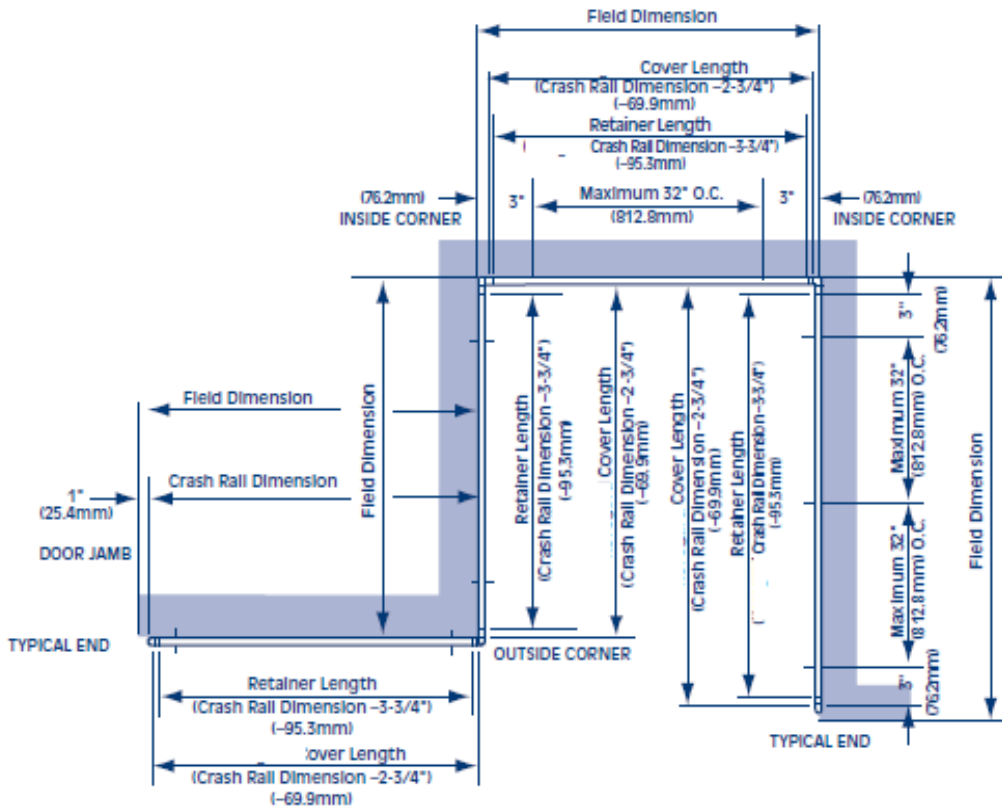 Field Dimension
Cover Length
(Crash Rail Dimension –2-3/4")
(–69.9mm)
Retainer Length
Crash Rail Dimension –3-3/4")
(–95.3mm)
(76.2mm)
INSIDE CORNER
3"
Maximum 32" O.C.
(812.8mm)
3"
(76.2mm)
INSIDE CORNER
Field Dimension
Crash Rail Dimension
1"
(25.4mm)
DOOR JAMB
TYPICAL END
Field Dimension
Retainer Length
(Crash Rail Dimension –3-3/4")
(–95.3mm)
Cover Length
(Crash Rail Dimension –2-3/4")
(–69.9mm)
Cover Length
(Crash Rail Dimension –2-3/4")
(–69.9mm)
Retainer Length
Crash Rail Dimension –3-3/4")
(–95.3mm)
3"
(76.2mm)
Maximum 32"
(812.8mm) O.C.
Maximum 32"
(812.8mm) O.C.
3"
(76.2mm)
Field Dimension
OUTSIDE CORNER
TYPICAL END
Retainer Length
(Crash Rail Dimension –3-3/4")
(–95.3mm)
over Length
(Crash Rail Dimension –2-3/4")
(–69.9mm)